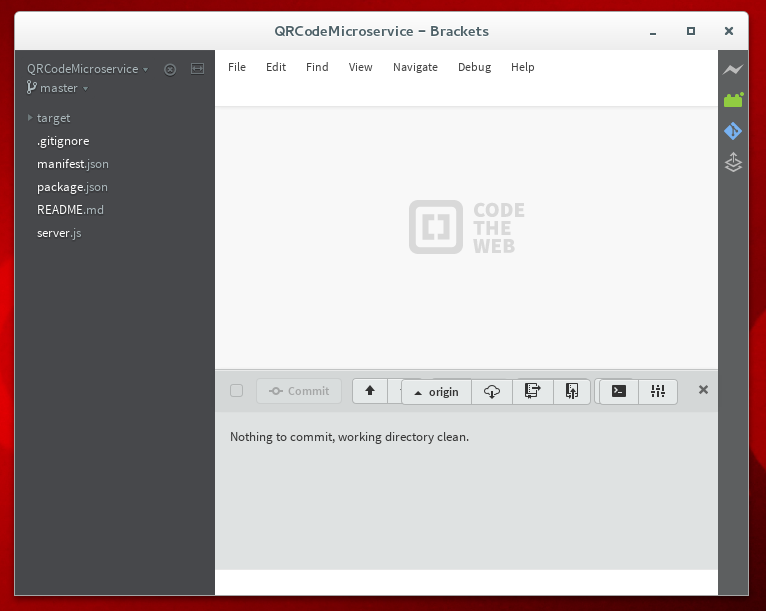 QRCodeMicroservice – Brackets
QRCodeMicroservice
master
target
.gitignore
manifest.json
package.json
README.md
server.js
File Edit Find View Navigate Debug Help
CODE
THE
WEB
Commit
origin
Nothing to commit, working directory clean.